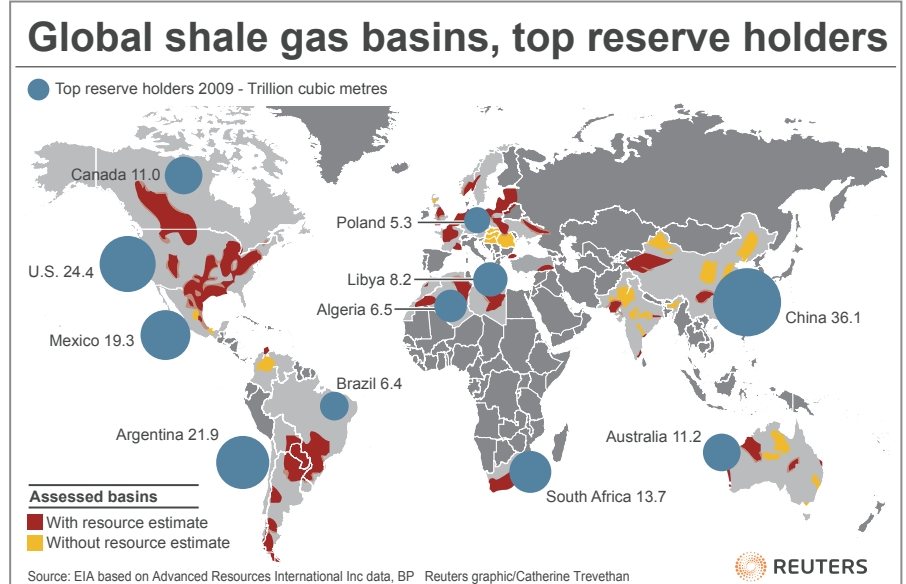 Global shale gas basins, top reserve holders
Top reserve holders 2009 - Trillion cubic metres
Canada 11.0
Poland 5.3
U.S. 24.4
Libya 8.2
Algeria 6.5
China 36.1
Mexico 19.3
Brazil 6.4
Argentina 21.9
Australia 11.2
South Africa 13.7
Assessed basins
With resource estimate
Without resource estimate
Source: EIA based on Advanced Resources International Inc data, BP Reuters graphic/Catherine Trevethan
REUTERS